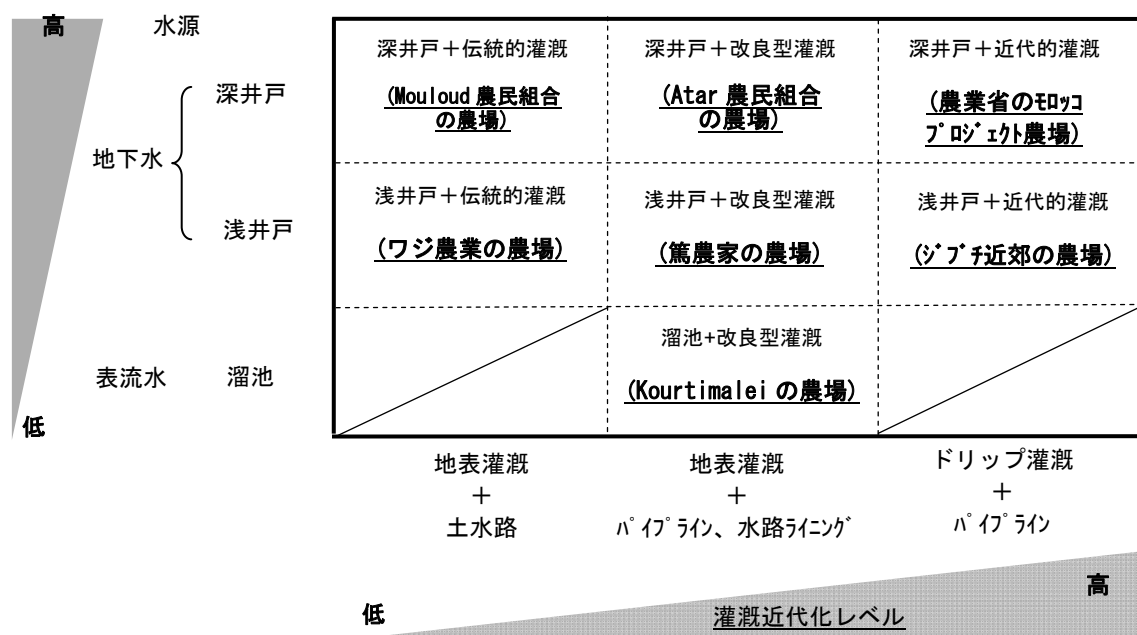 高
水源
深井戸＋伝統的灌漑
深井戸＋改良型灌漑
深井戸＋近代的灌漑
深井戸
(Mouloud 農民組合
の農場)
(Atar 農民組合
の農場)
(農業省のﾓﾛｯｺ
ﾌﾟﾛｼﾞｪｸﾄ農場)
地下水
浅井戸＋伝統的灌漑
浅井戸＋改良型灌漑
浅井戸＋近代的灌漑
浅井戸
(ワジ農業の農場)
(篤農家の農場)
(ｼﾞﾌﾞﾁ近郊の農場)
溜池+改良型灌漑
表流水
溜池
(Kourtimalei の農場)
低
地表灌漑
＋
土水路
地表灌漑
＋
ﾊﾟｲﾌﾟﾗｲﾝ、水路ﾗｲﾆﾝｸﾞ
ドリップ灌漑
＋
ﾊﾟｲﾌﾟﾗｲﾝ
低
灌漑近代化レベル
高